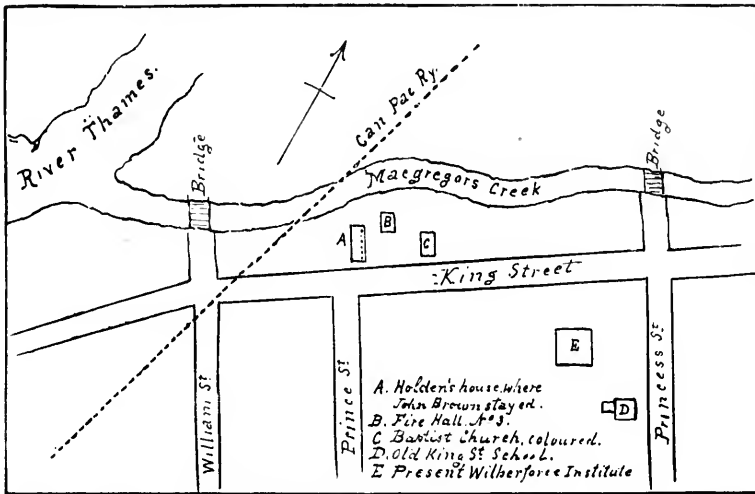 River Thames.
Bridge
Can Pac Ry.
Bridge
Macgregors Creek
A
B
C
King Street
E
D
William St
Prince St
Princess St
A. Holden's house, where
John Brown stayed.
B. Fire Hall. No 3.
C Baptist Church, coloured.
D. Old King St School.
E Present Wilberforce Institute